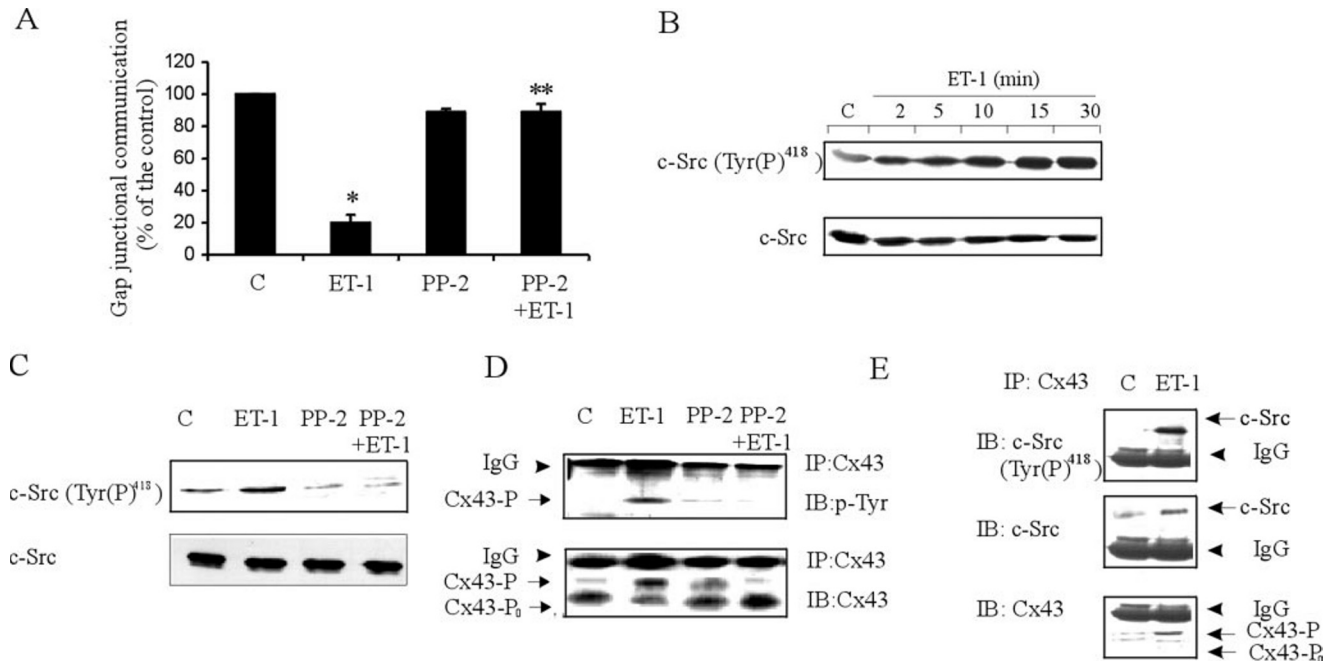 A
Gap junctional communication
(% of the control)
120
100
80
60
40
20
0
*
**
C
ET-1
PP-2
PP-2
+ET-1
B
ET-1 (min)
C 2 5 10 15 30
c-Src (Tyr(P)418)
c-Src
C
C ET-1 PP-2 PP-2
+ET-1
c-Src (Tyr(P)418)
c-Src
D
C ET-1 PP-2 PP-2
+ET-1
IgG IP:Cx43
Cx43-P IB:p-Tyr
IgG IP:Cx43
Cx43-P
Cx43-P0 IB:Cx43
E
IP: Cx43 C ET-1
c-Src
IB: c-Src
(Tyr(P)418)
IgG
c-Src
IB: c-Src
IgG
IB: Cx43 IgG
Cx43-P
Cx43-P0